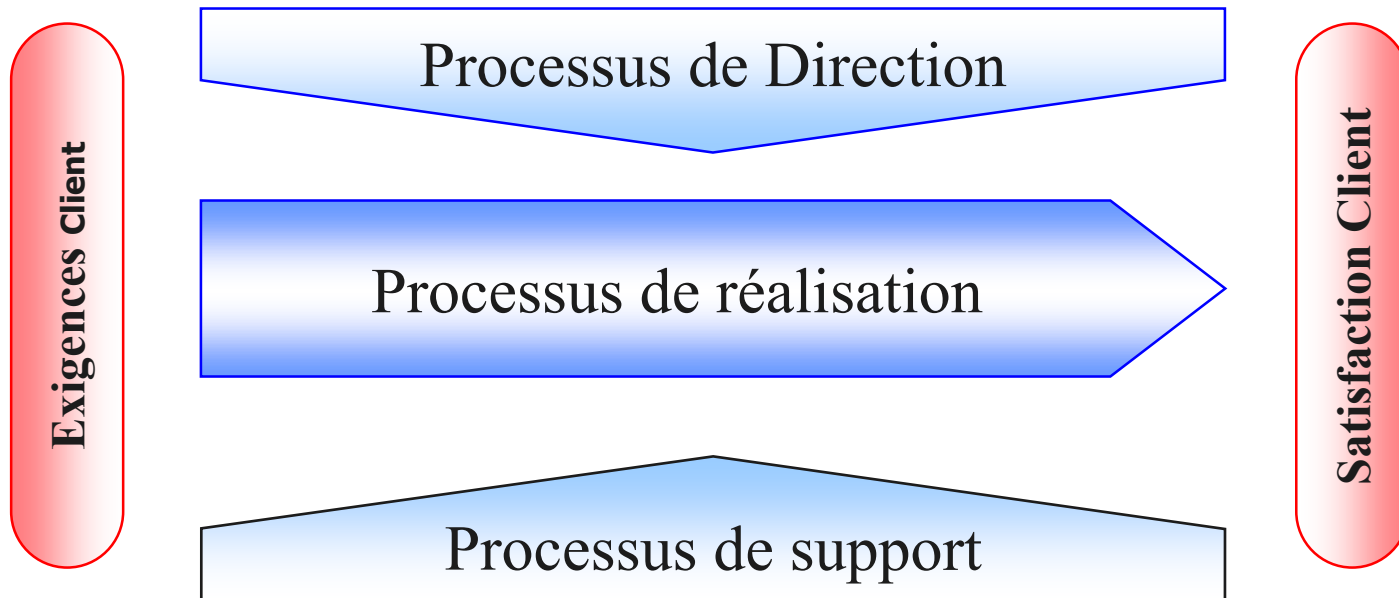 Exigences Client
Processus de Direction
Processus de réalisation
Processus de support
Satisfaction Client